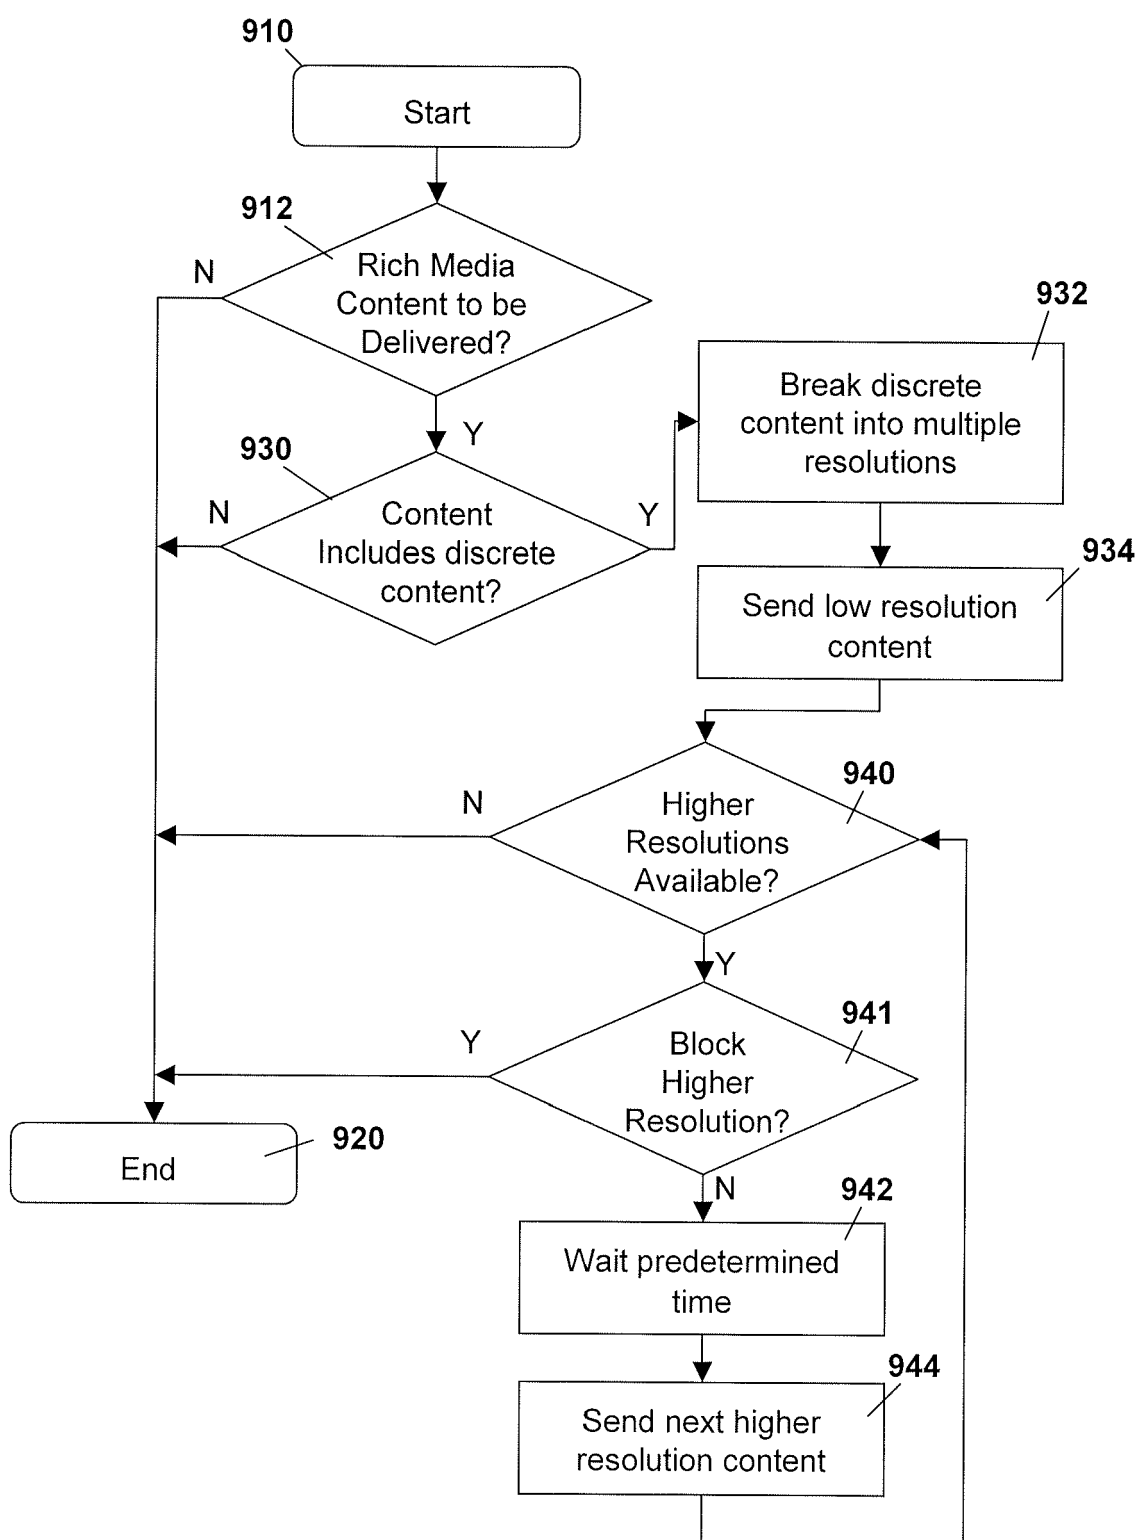 910
Start
912
N
Rich Media
Content to be
Delivered?
Y
932
Break discrete
content into multiple
resolutions
930
N
Content
Includes discrete
content?
Y
934
Send low resolution
content
940
N
Higher
Resolutions
Available?
Y
941
Y
Block
Higher
Resolution?
N
920
End
942
Wait predetermined
time
944
Send next higher
resolution content